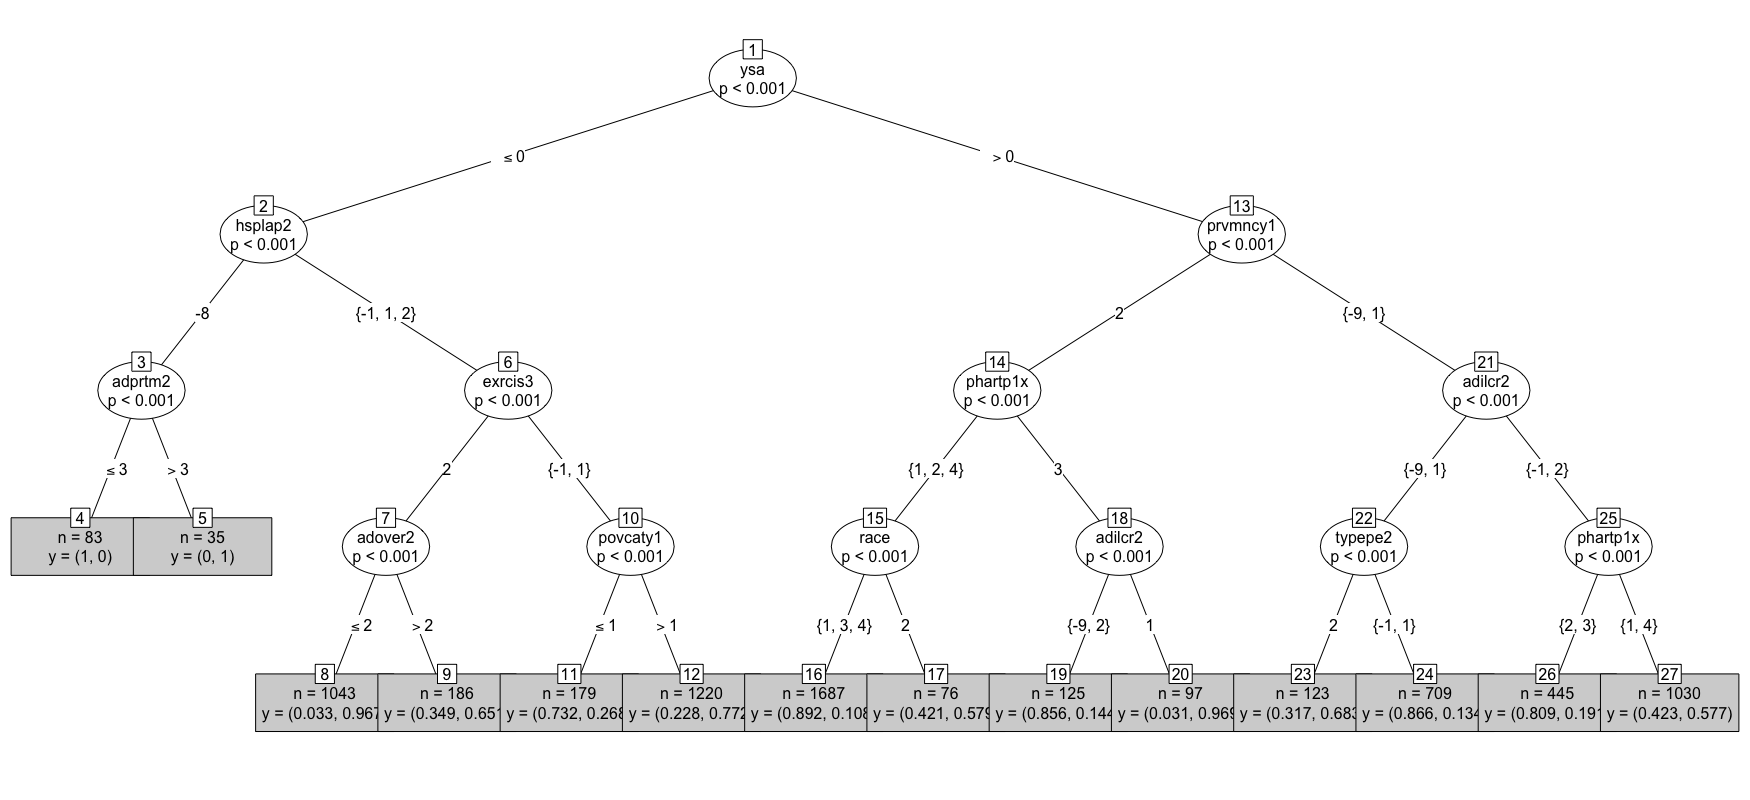 1
ysa
p < 0.001
≤ 0
> 0
2
hsplap2
p < 0.001
13
prvmncy1
p < 0.001
-8
{-1, 1, 2}
2
{-9, 1}
3
adprtm2
p < 0.001
6
exrcis3
p < 0.001
14
phartp1x
p < 0.001
21
adilcr2
p < 0.001
≤ 3
> 3
2
{-1, 1}
{1, 2, 4}
3
{-9, 1}
{-1, 2}
4
n = 83
y = (1, 0)
5
n = 35
y = (0, 1)
7
adover2
p < 0.001
10
povcaty1
p < 0.001
15
race
p < 0.001
18
adilcr2
p < 0.001
22
typepe2
p < 0.001
25
phartp1x
p < 0.001
≤ 2
> 2
≤ 1
> 1
{1, 3, 4}
2
{-9, 2}
1
2
{-1, 1}
{2, 3}
{1, 4}
8
n = 1043
y = (0.033, 0.967
9
n = 186
y = (0.349, 0.651
11
n = 179
y = (0.732, 0.268
12
n = 1220
y = (0.228, 0.772
16
n = 1687
y = (0.892, 0.108
17
n = 76
y = (0.421, 0.579
19
n = 125
y = (0.856, 0.144
20
n = 97
y = (0.031, 0.969
23
n = 123
y = (0.317, 0.683
24
n = 709
y = (0.866, 0.134
26
n = 445
y = (0.809, 0.191
27
n = 1030
y = (0.423, 0.577)